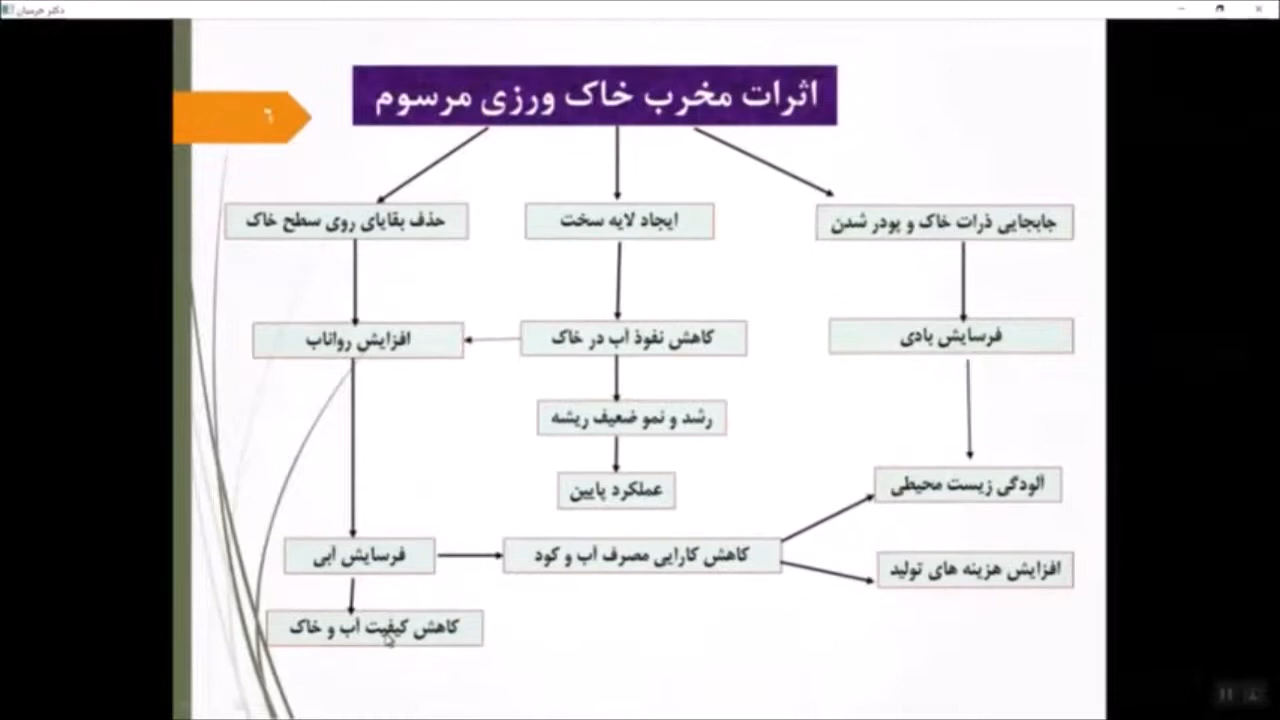 دکتر خرمیان
اثرات مخرب خاک ورزی مرسوم
۶
جابجایی ذرات خاک و پودر شدن
ایجاد لایه سخت
حذف بقایای روی سطح خاک
فرسایش بادی
کاهش نفوذ آب در خاک
افزایش رواناب
رشد و نمو ضعیف ریشه
عملکرد پایین
آلودگی زیست محیطی
فرسایش آبی
کاهش کارایی مصرف آب و کود
افزایش هزینه های تولید
کاهش کیفیت آب و خاک